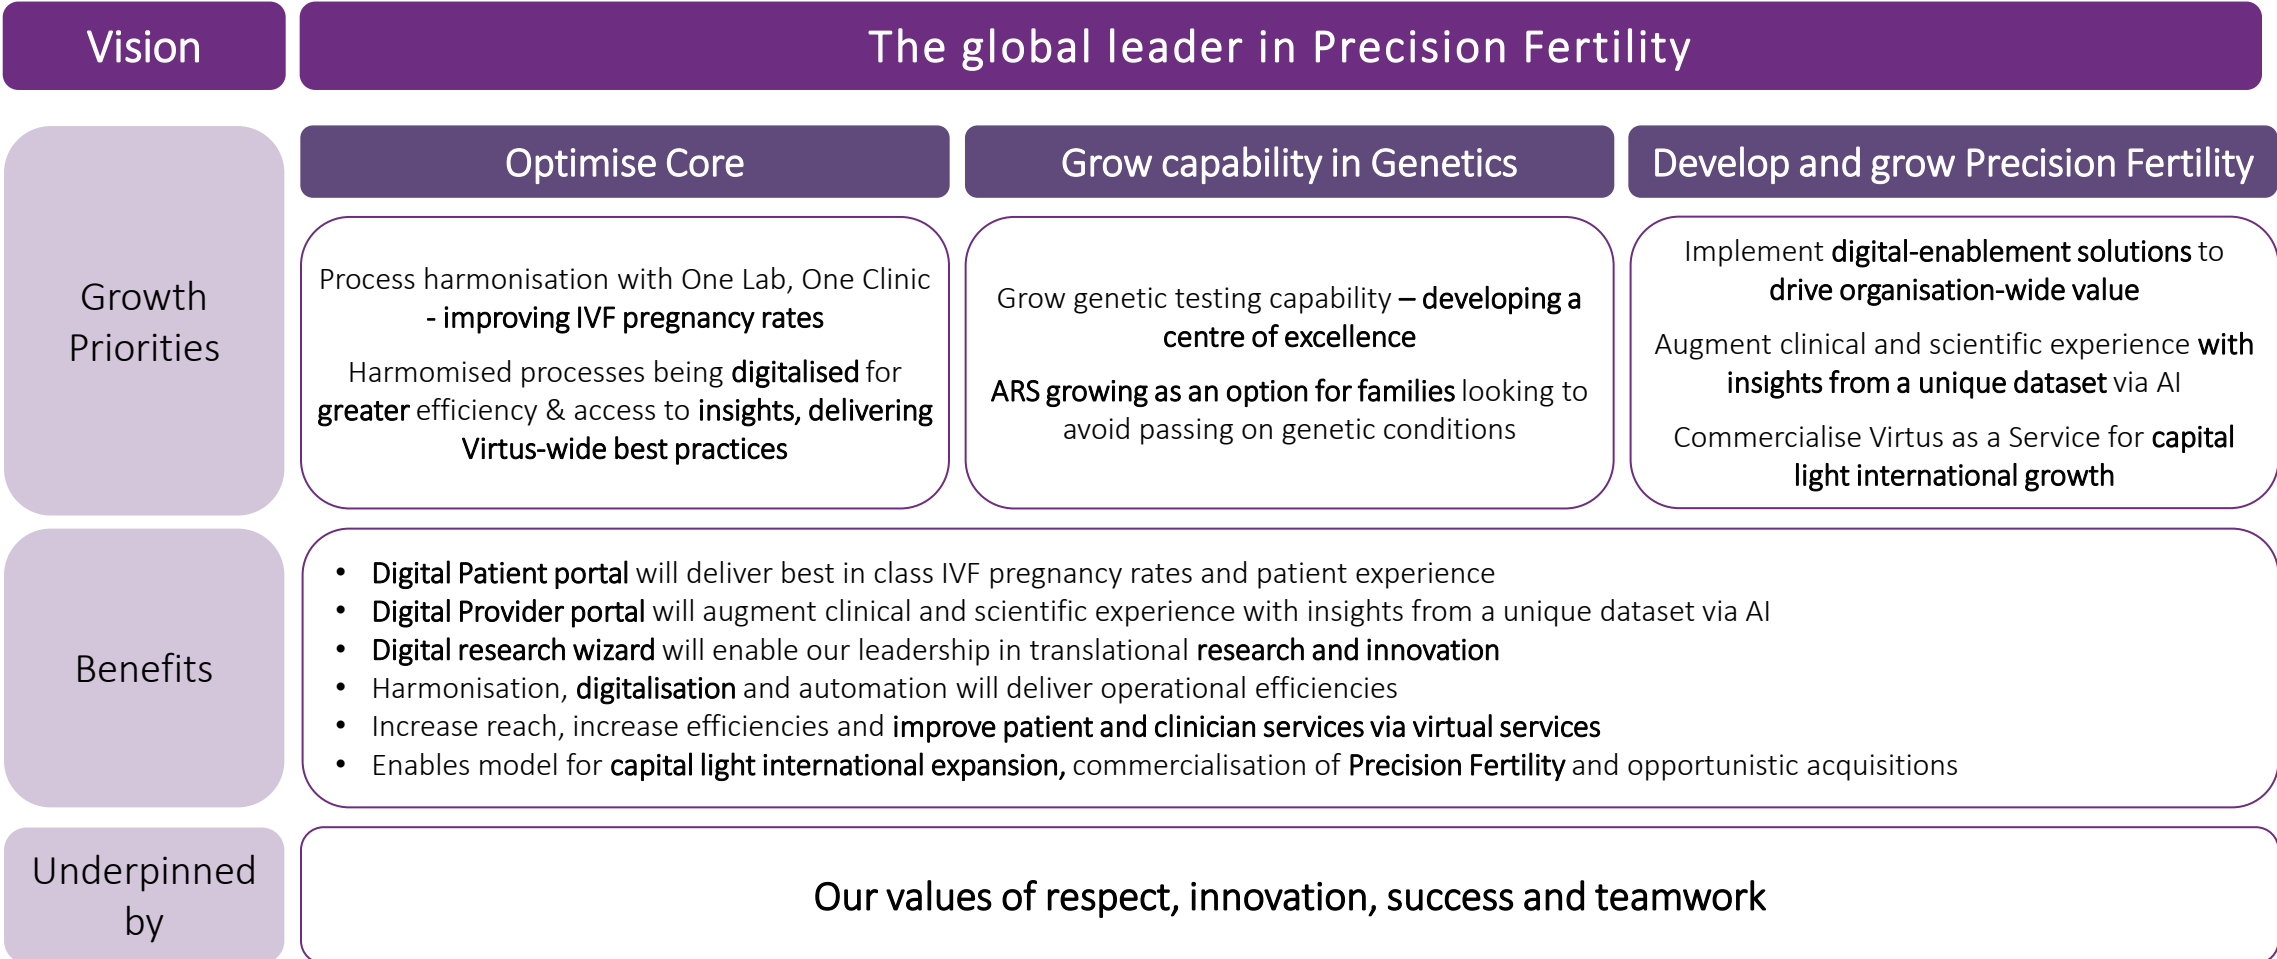 Vision
The global leader in Precision Fertility
Growth
Priorities
Optimise Core
Process harmonisation with One Lab, One Clinic
- improving IVF pregnancy rates
Harmomised processes being digitalised for
greater efficiency & access to insights, delivering
Virtus-wide best practices
Grow capability in Genetics
Grow genetic testing capability – developing a
centre of excellence
ARS growing as an option for families looking to
avoid passing on genetic conditions
Develop and grow Precision Fertility
Implement digital-enablement solutions to
drive organisation-wide value
Augment clinical and scientific experience with
insights from a unique dataset via AI
Commercialise Virtus as a Service for capital
light international growth
Benefits
• Digital Patient portal will deliver best in class IVF pregnancy rates and patient experience
• Digital Provider portal will augment clinical and scientific experience with insights from a unique dataset via AI
• Digital research wizard will enable our leadership in translational research and innovation
• Harmonisation, digitalisation and automation will deliver operational efficiencies
• Increase reach, increase efficiencies and improve patient and clinician services via virtual services
• Enables model for capital light international expansion, commercialisation of Precision Fertility and opportunistic acquisitions
Underpinned
by
Our values of respect, innovation, success and teamwork